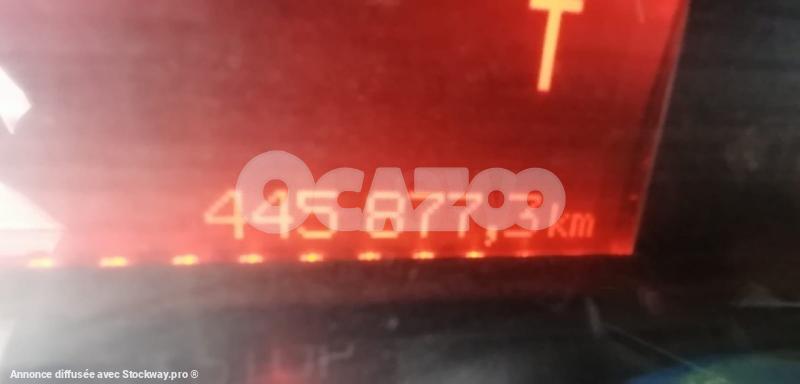 T
OCAZOO
445 877,3 km
Annonce diffusée avec Stockway.pro ®